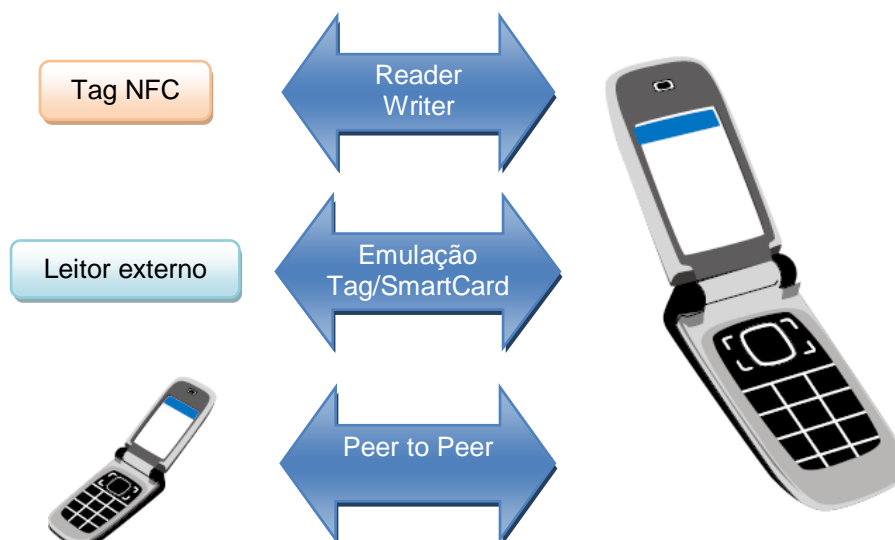 Tag NFC
Reader
Writer
Leitor externo
Emulação
Tag/SmartCard
Peer to Peer